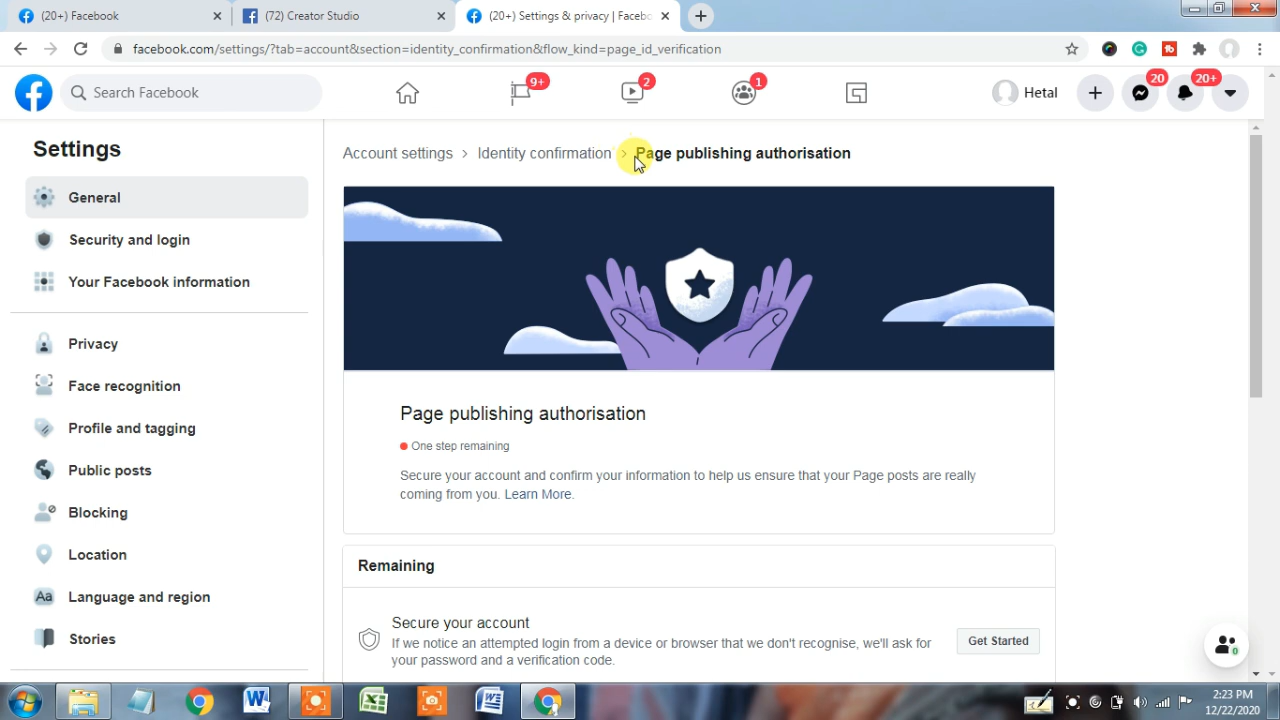 (20+) Facebook
(72) Creator Studio
(20+) Settings & privacy | Facebo
facebook.com/settings/?tab=account&section=identity_confirmation&flow_kind=page_id_verification
Search Facebook
9+
2
1
Hetal
20
20+
Settings
Account settings > Identity confirmation > Page publishing authorisation
General
Security and login
Your Facebook information
Privacy
Face recognition
Profile and tagging
Public posts
Blocking
Location
Aa Language and region
Stories
Page publishing authorisation
One step remaining
Secure your account and confirm your information to help us ensure that your Page posts are really
coming from you. Learn More.
Remaining
Secure your account
If we notice an attempted login from a device or browser that we don't recognise, we'll ask for
your password and a verification code.
Get Started
0
2:23 PM
12/22/2020